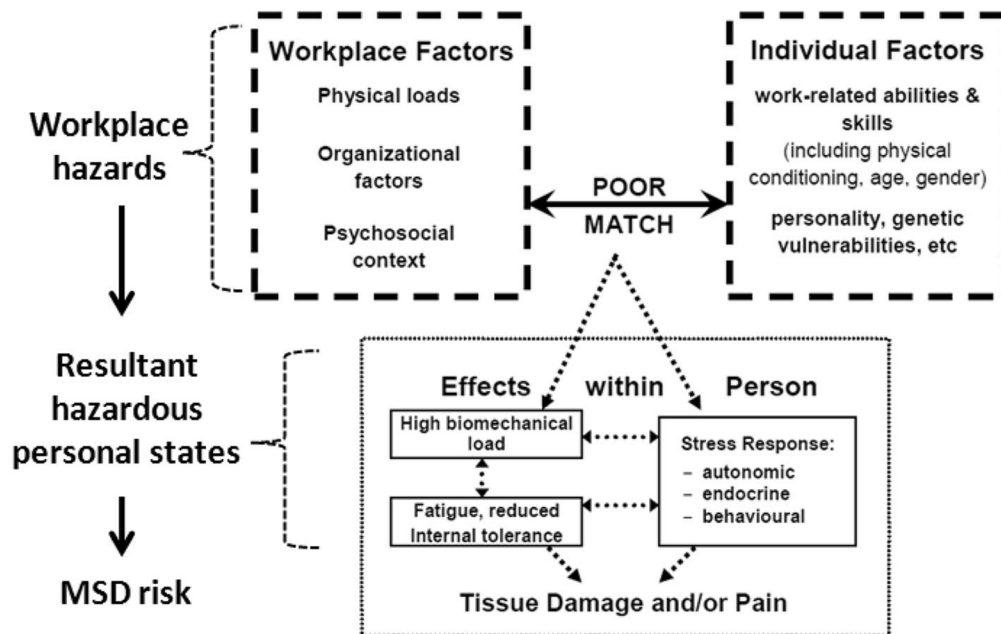 Workplace
hazards
Resultant
hazardous
personal states
MSD risk
Workplace Factors
Physical loads
Organizational
factors
Psychosocial
context
POOR
MATCH
Individual Factors
work-related abilities &
skills
(including physical
conditioning, age, gender)
personality, genetic
vulnerabilities, etc
Effects within Person
High biomechanical
load
Fatigue, reduced
Internal tolerance
Stress Response:
– autonomic
– endocrine
– behavioural
Tissue Damage and/or Pain